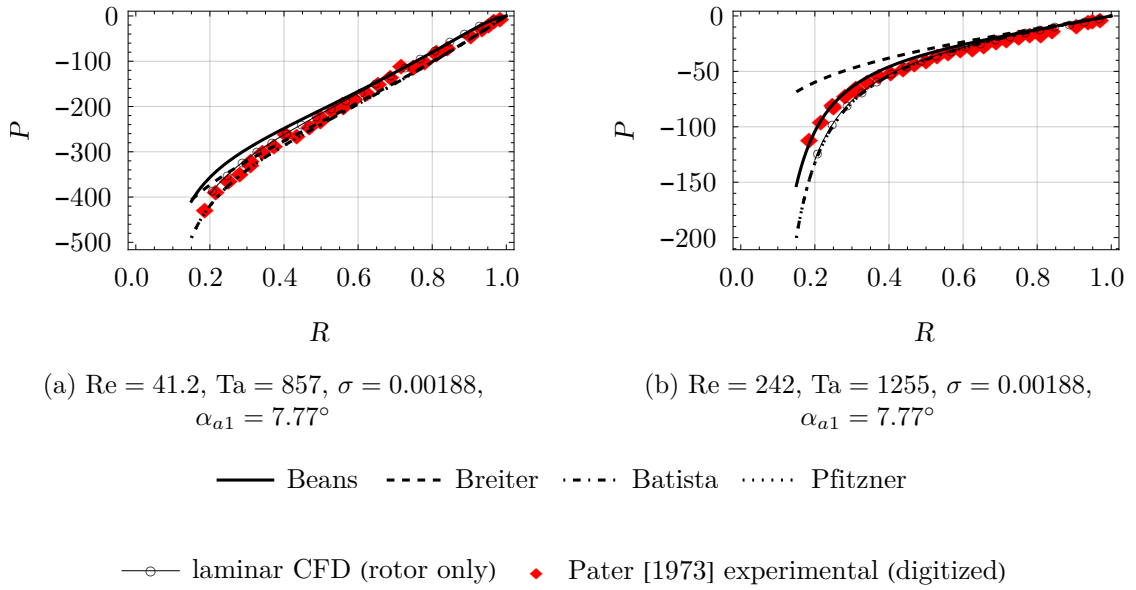 0
−100
−200
−300
−400
−500
P
0.0 0.2 0.4 0.6 0.8 1.0
R
(a) Re = 41.2, Ta = 857, σ = 0.00188,
α_{a1} = 7.77°
0
−50
−100
−150
−200
P
0.0 0.2 0.4 0.6 0.8 1.0
R
(b) Re = 242, Ta = 1255, σ = 0.00188,
α_{a1} = 7.77°
Beans Breiter Batista Pfitzner
laminar CFD (rotor only) Pater [1973] experimental (digitized)